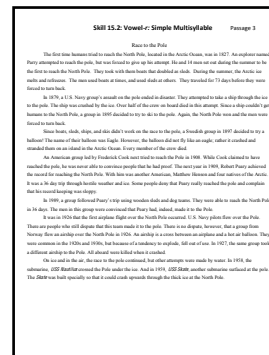 Skill 15.2: Vowel-r: Simple Multisyllable Passage 3
Race to the Pole
The first time humans tried to reach the North Pole, located in the Arctic Ocean, was in 1827. An explorer named
Parry attempted to reach the pole, but was forced to give up his attempt. He and 14 men set out during the summer to be
the first to reach the North Pole. They took with them boats that doubled as sleds. During the summer, the Arctic ice
melts and refreezes. The men used boats at times, and used sleds at others. They traveled for 73 days before they were
forced to turn back.
In 1879, a U.S. Navy group's assault on the pole ended in disaster. They attempted to take a ship through the ice
to the pole. The ship was crushed by the ice. Over half of the crew on board died in this attempt. Since a ship couldn't get
humans to the North Pole, a group in 1895 decided to try to ski to the pole. Again, the North Pole won and the men were
forced to turn back.
Since boats, sleds, ships, and skis didn't work on the race to the pole, a Swedish group in 1897 decided to try a
balloon! The name of their balloon was Eagle. However, the balloon did not fly like an eagle; rather it crashed and
stranded them on an island in the Arctic Ocean. Every member of the crew died.
An American group led by Frederick Cook next tried to reach the Pole in 1908. While Cook claimed to have
reached the pole, he was never able to convince people that he had proof. The next year in 1909, Robert Peary achieved
the record for reaching the North Pole. With him was another American, Matthew Henson and four natives of the Arctic.
It was a 36 day trip through hostile weather and ice. Some people deny that Peary really reached the pole and complain
that his record keeping was sloppy.
In 1989, a group followed Peary's trip using wooden sleds and dog teams. They were able to reach the North Pole
in 36 days. The men in this group were convinced that Peary had, indeed, made it to the Pole.
It was in 1926 that the first airplane flight over the North Pole occurred. U.S. Navy pilots flew over the Pole.
There are people who still dispute that this team made it to the Pole. There is no dispute, however, that a group from
Norway flew an airship over the North Pole in 1926. An airship is a cross between an airplane and a hot air balloon. They
were common in the 1920s and 1930s, but because of a tendency to explode, fell out of use. In 1927, the same group took
a different airship to the Pole. All aboard were killed when it crashed.
On ice and in the air, the race to the pole continued, but other attempts were made by water. In 1958, the
submarine, USS Nautilus crossed the Pole under the ice. And in 1959, USS Skate, another submarine surfaced at the pole.
The Skate was built specially so that it could crash upwards through the thick ice at the North Pole.